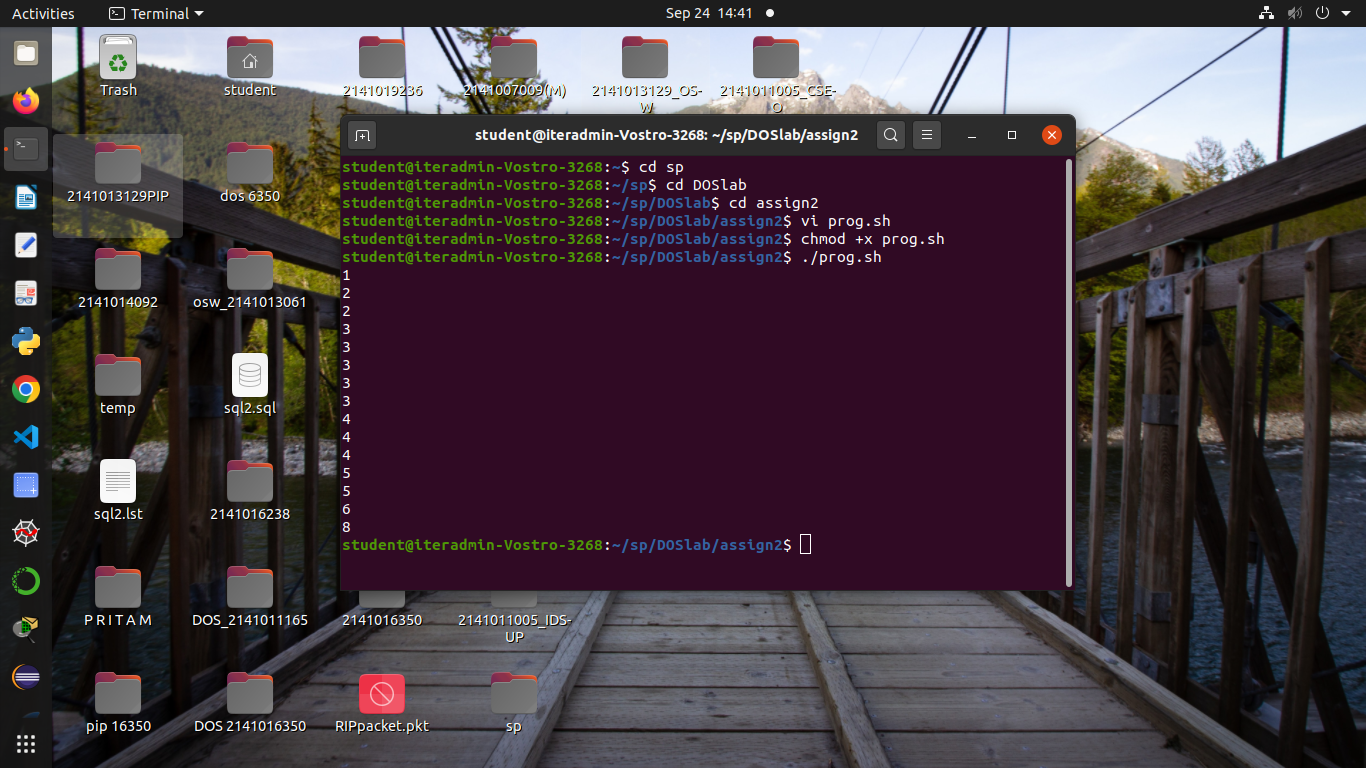 Activities
Terminal
Sep 24 14:41
Trash
student
2141019236
2141007009(M)
2141013129_OS-
W
2141011005_CSE-
O
student@iteradmin-Vostro-3268: ~/sp/DOSlab/assign2
student@iteradmin-Vostro-3268:~$ cd sp
student@iteradmin-Vostro-3268:~/sp$ cd DOSlab
student@iteradmin-Vostro-3268:~/sp/DOSlab$ cd assign2
student@iteradmin-Vostro-3268:~/sp/DOSlab/assign2$ vi prog.sh
student@iteradmin-Vostro-3268:~/sp/DOSlab/assign2$ chmod +x prog.sh
student@iteradmin-Vostro-3268:~/sp/DOSlab/assign2$ ./prog.sh
1
2
2
3
3
3
3
3
4
4
4
5
5
6
8
student@iteradmin-Vostro-3268:~/sp/DOSlab/assign2$
2141013129PIP
dos 6350
2141014092
osw_2141013061
temp
sql2.sql
sql2.lst
2141016238
P R I T A M
DOS_2141011165
2141016350
2141011005_IDS-
UP
pip 16350
DOS 2141016350
RIPpacket.pkt
sp